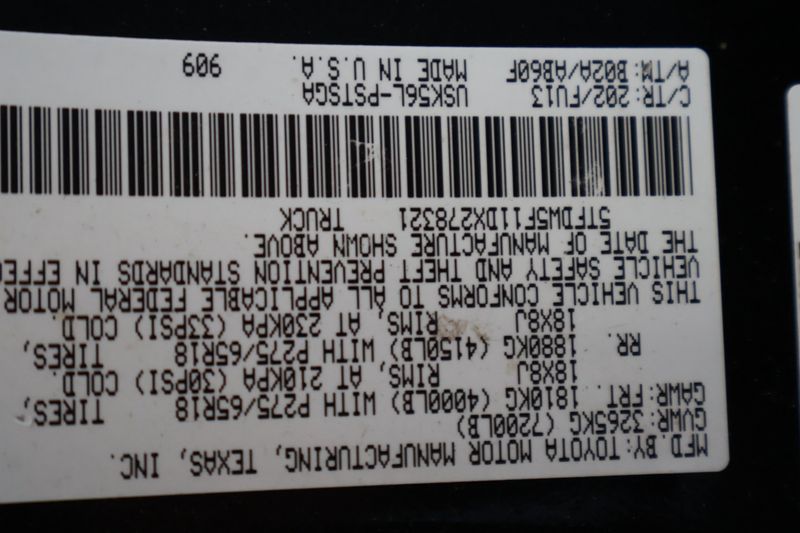 MFD.BY: TOYOTA MOTOR MANUFACTURING, TEXAS, INC.
GVWR: 3265KG (7200LB)
GAWR: FRT. 1810KG (4000LB) WITH P275/65R18 TIRES,
18X8J RIMS, AT 210KPA (30PSI) COLD.
RR. 1880KG (4150LB) WITH P275/65R18 TIRES,
18X8J RIMS, AT 230KPA (33PSI) COLD.
THIS VEHICLE CONFORMS TO ALL APPLICABLE FEDERAL MOTOR
VEHICLE SAFETY AND THEFT PREVENTION STANDARDS IN EFFEC
THE DATE OF MANUFACTURE SHOWN ABOVE.
5TFDW5F11DX278321 TRUCK
C/TR: 202/FU13 USK56L-PSTSGA
A/TM: B02A/AB60F MADE IN U.S.A. 909